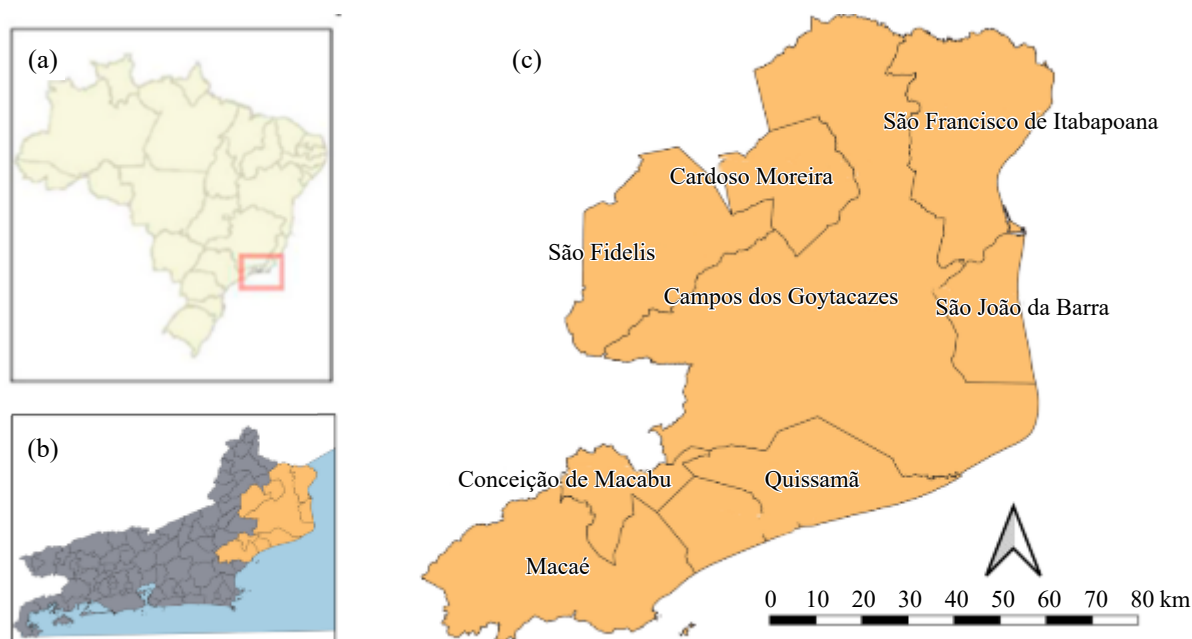 (a)
(b)
(c)
São Francisco de Itabapoana
Cardoso Moreira
São Fidelis
Campos dos Goytacazes
São João da Barra
Conceição de Macabu
Quissamã
Macaé
0 10 20 30 40 50 60 70 80 km